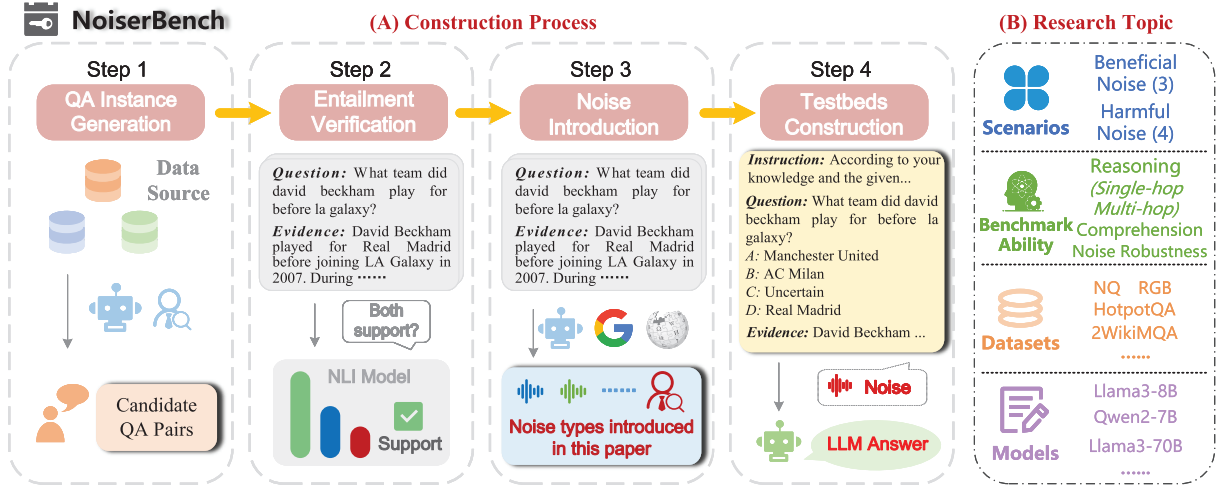 NoiserBench
(A) Construction Process
(B) Research Topic
Step 1
QA Instance
Generation
Data
Source
Candidate
QA Pairs
Step 2
Entailment
Verification
Question: What team did
david beckham play for
before la galaxy?
Evidence: David Beckham
played for Real Madrid
before joining LA Galaxy in
2007. During ······
Both
support?
NLI Model
Support
Step 3
Noise
Introduction
Question: What team did
david beckham play for
before la galaxy?
Evidence: David Beckham
played for Real Madrid
before joining LA Galaxy in
2007. During ······
G
······
Noise types introduced
in this paper
Step 4
Testbeds
Construction
Instruction: According to your
knowledge and the given...
Question: What team did david
beckham play for before la
galaxy?
A: Manchester United
B: AC Milan
C: Uncertain
D: Real Madrid
Evidence: David Beckham ...
Noise
LLM Answer
Scenarios
Beneficial
Noise (3)
Harmful
Noise (4)
Benchmark
Ability
Reasoning
(Single-hop
Multi-hop)
Comprehension
Noise Robustness
Datasets
NQ RGB
HotpotQA
2WikiMQA
······
Models
Llama3-8B
Qwen2-7B
Llama3-70B
······